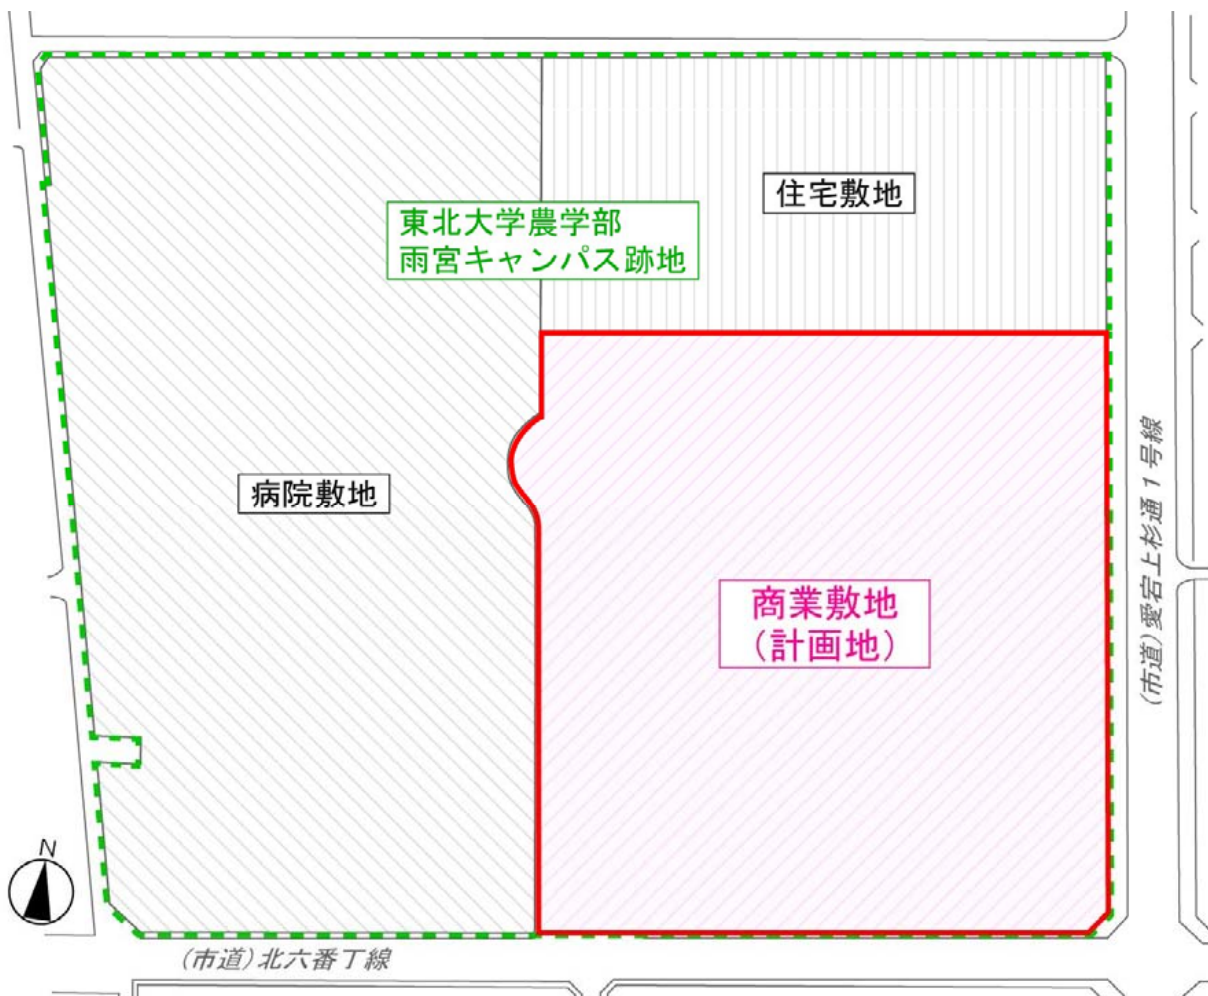 住宅敷地
東北大学農学部
雨宮キャンパス跡地
病院敷地
(市道)愛宕上杉通1号線
商業敷地
(計画地)
N
(市道)北六番丁線